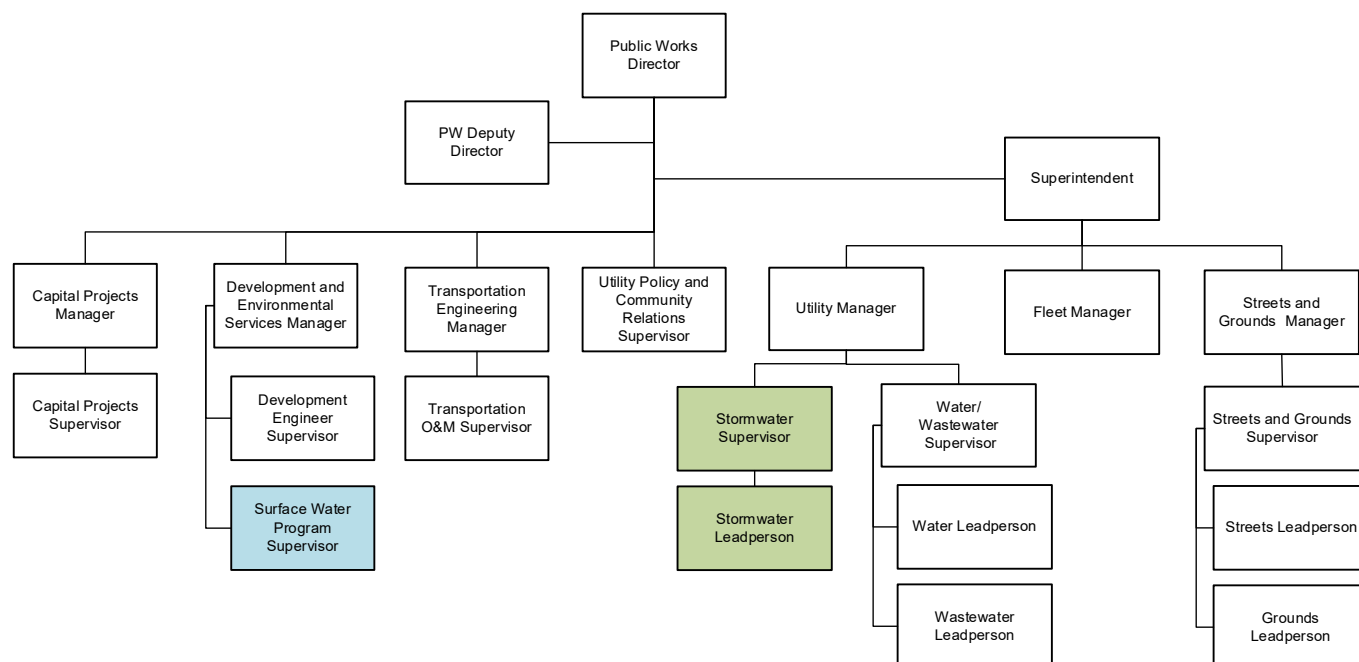 Public Works
Director
PW Deputy
Director
Superintendent
Capital Projects
Manager
Development and
Environmental
Services Manager
Transportation
Engineering
Manager
Utility Policy and
Community
Relations
Supervisor
Utility Manager
Fleet Manager
Streets and
Grounds Manager
Capital Projects
Supervisor
Development
Engineer
Supervisor
Transportation
O&M Supervisor
Stormwater
Supervisor
Water/
Wastewater
Supervisor
Streets and Grounds
Supervisor
Surface Water
Program
Supervisor
Stormwater
Leadperson
Water Leadperson
Streets Leadperson
Wastewater
Leadperson
Grounds
Leadperson